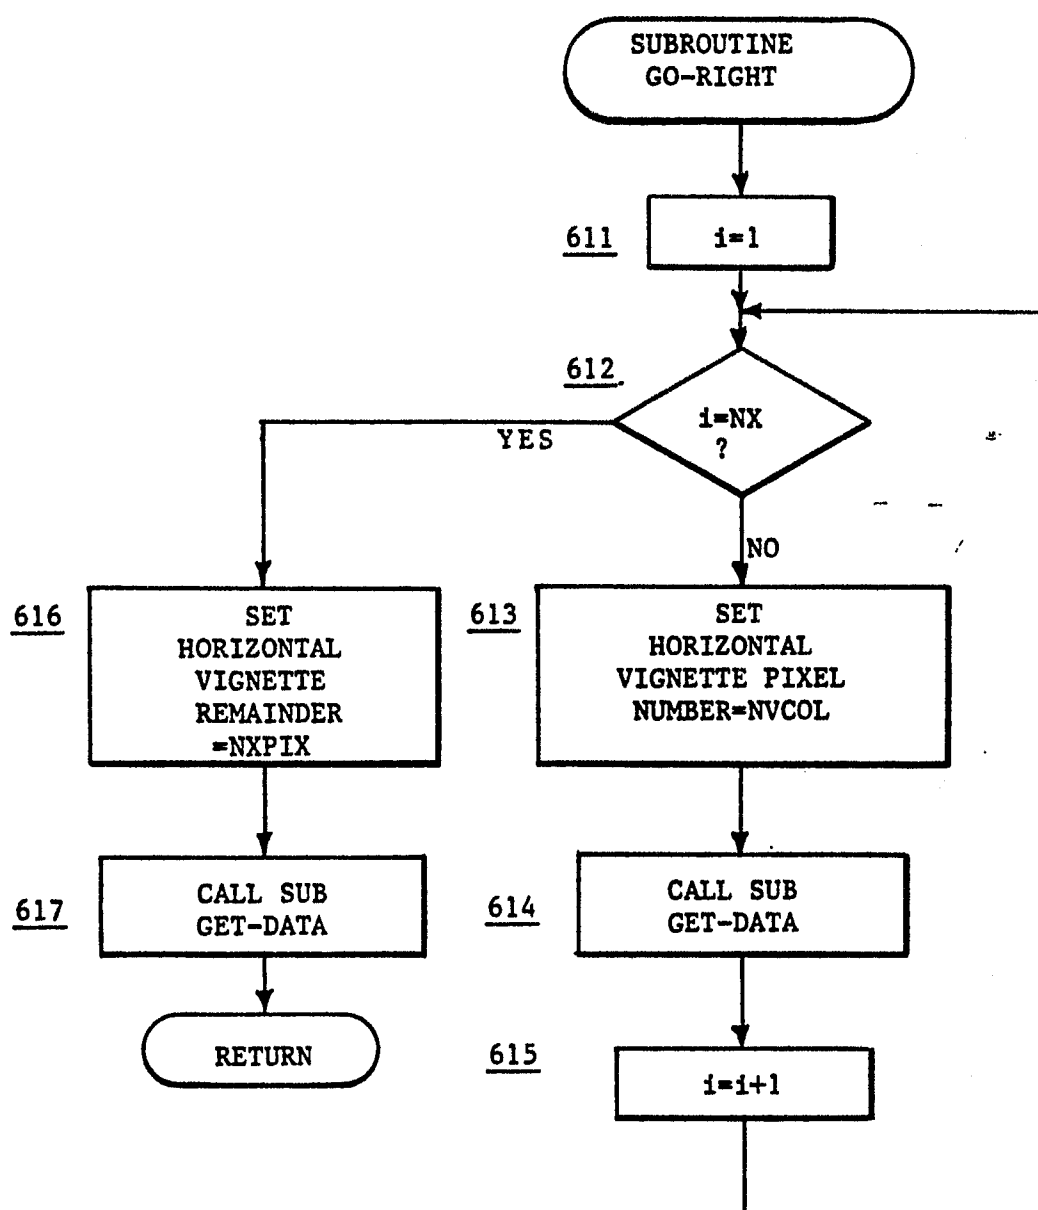 SUBROUTINE
GO-RIGHT
611
i=1
612
i=NX
?
YES
NO
616
SET
HORIZONTAL
VIGNETTE
REMAINDER
=NXPIX
613
SET
HORIZONTAL
VIGNETTE PIXEL
NUMBER=NVCOL
617
CALL SUB
GET-DATA
614
CALL SUB
GET-DATA
RETURN
615
i=i+1